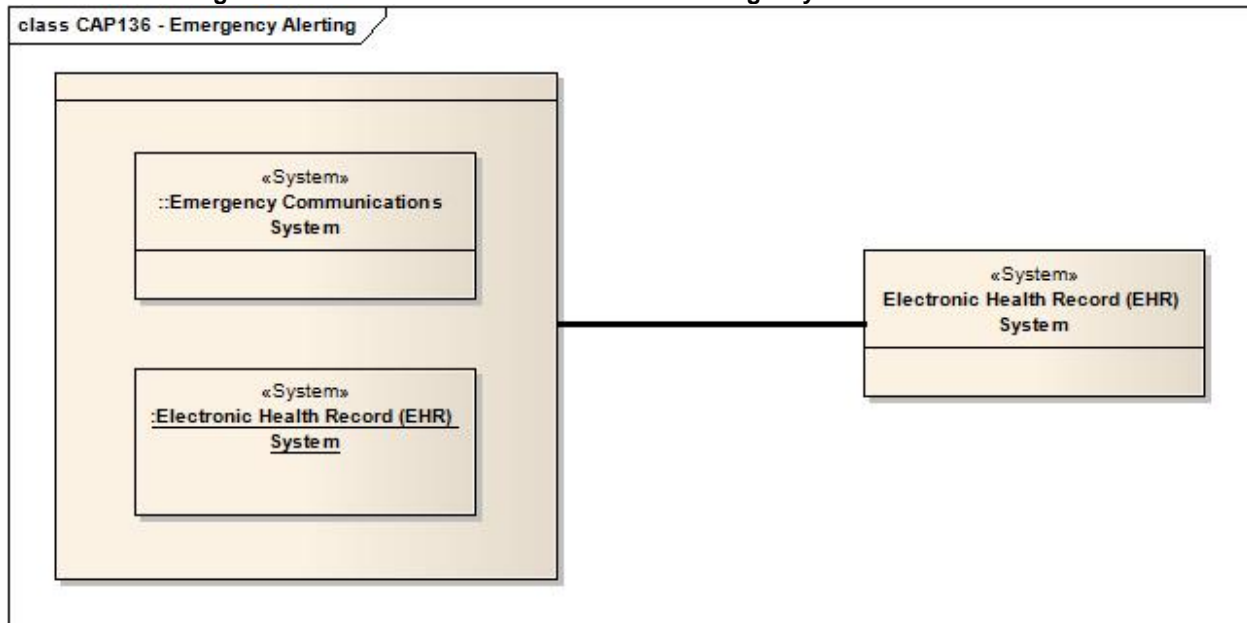 class CAP136 - Emergency Alerting
«System»
::Emergency Communications
System
«System»
:Electronic Health Record (EHR)
System
«System»
Electronic Health Record (EHR)
System